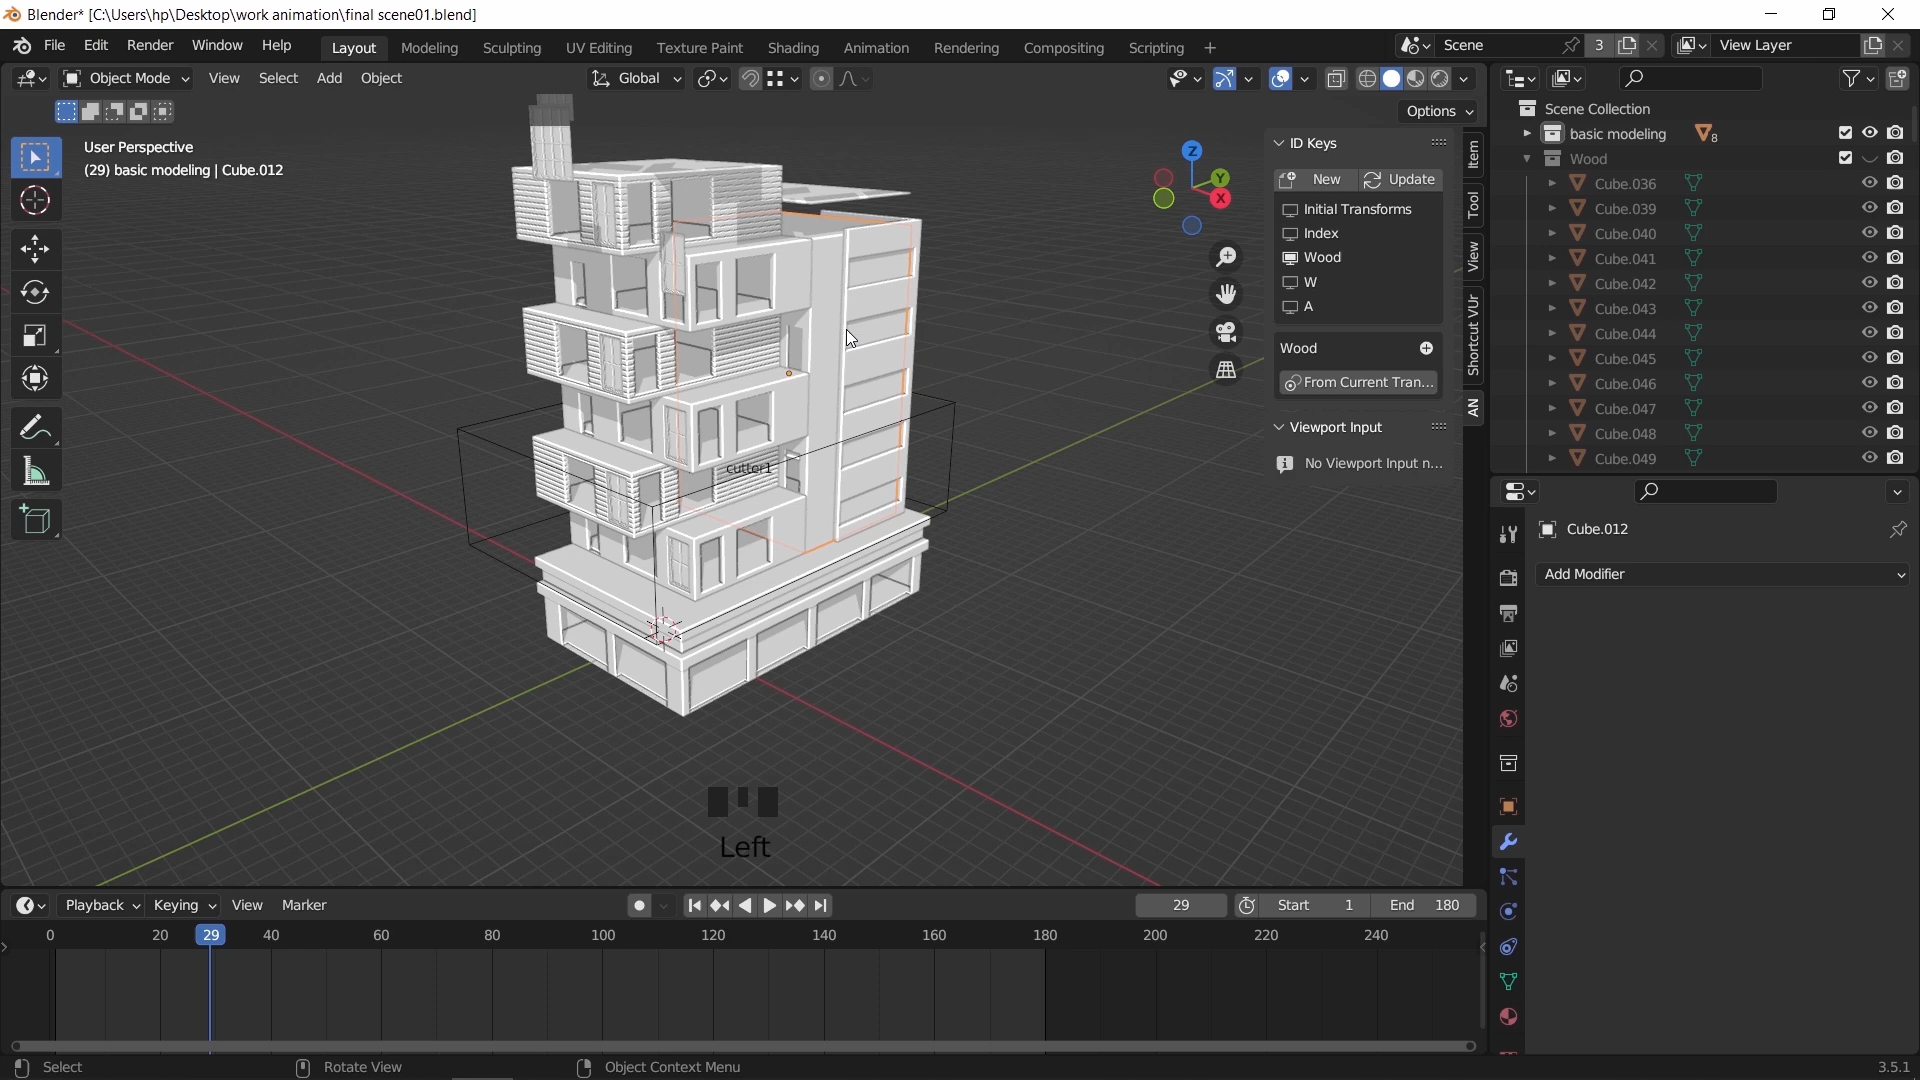 Blender* [C:\Users\hp\Desktop\work animation\final scene01.blend]
File Edit Render Window Help Layout Modeling Sculpting UV Editing Texture Paint Shading Animation Rendering Compositing Scripting + Scene 3 View Layer
Object Mode View Select Add Object Global
Options
User Perspective
(29) basic modeling | Cube.012
Z
Y
X
ID Keys
New Update
Initial Transforms
Index
Wood
W
A
Wood
From Current Tran...
Viewport Input
No Viewport Input n...
Item
Tool
View
Shortcut VUr
AN
cutter1
Left
Scene Collection
basic modeling 8
Wood
Cube.036
Cube.039
Cube.040
Cube.041
Cube.042
Cube.043
Cube.044
Cube.045
Cube.046
Cube.047
Cube.048
Cube.049
Cube.012
Add Modifier
Playback Keying View Marker 29 Start 1 End 180
0 20 29 40 60 80 100 120 140 160 180 200 220 240
Select Rotate View Object Context Menu 3.5.1